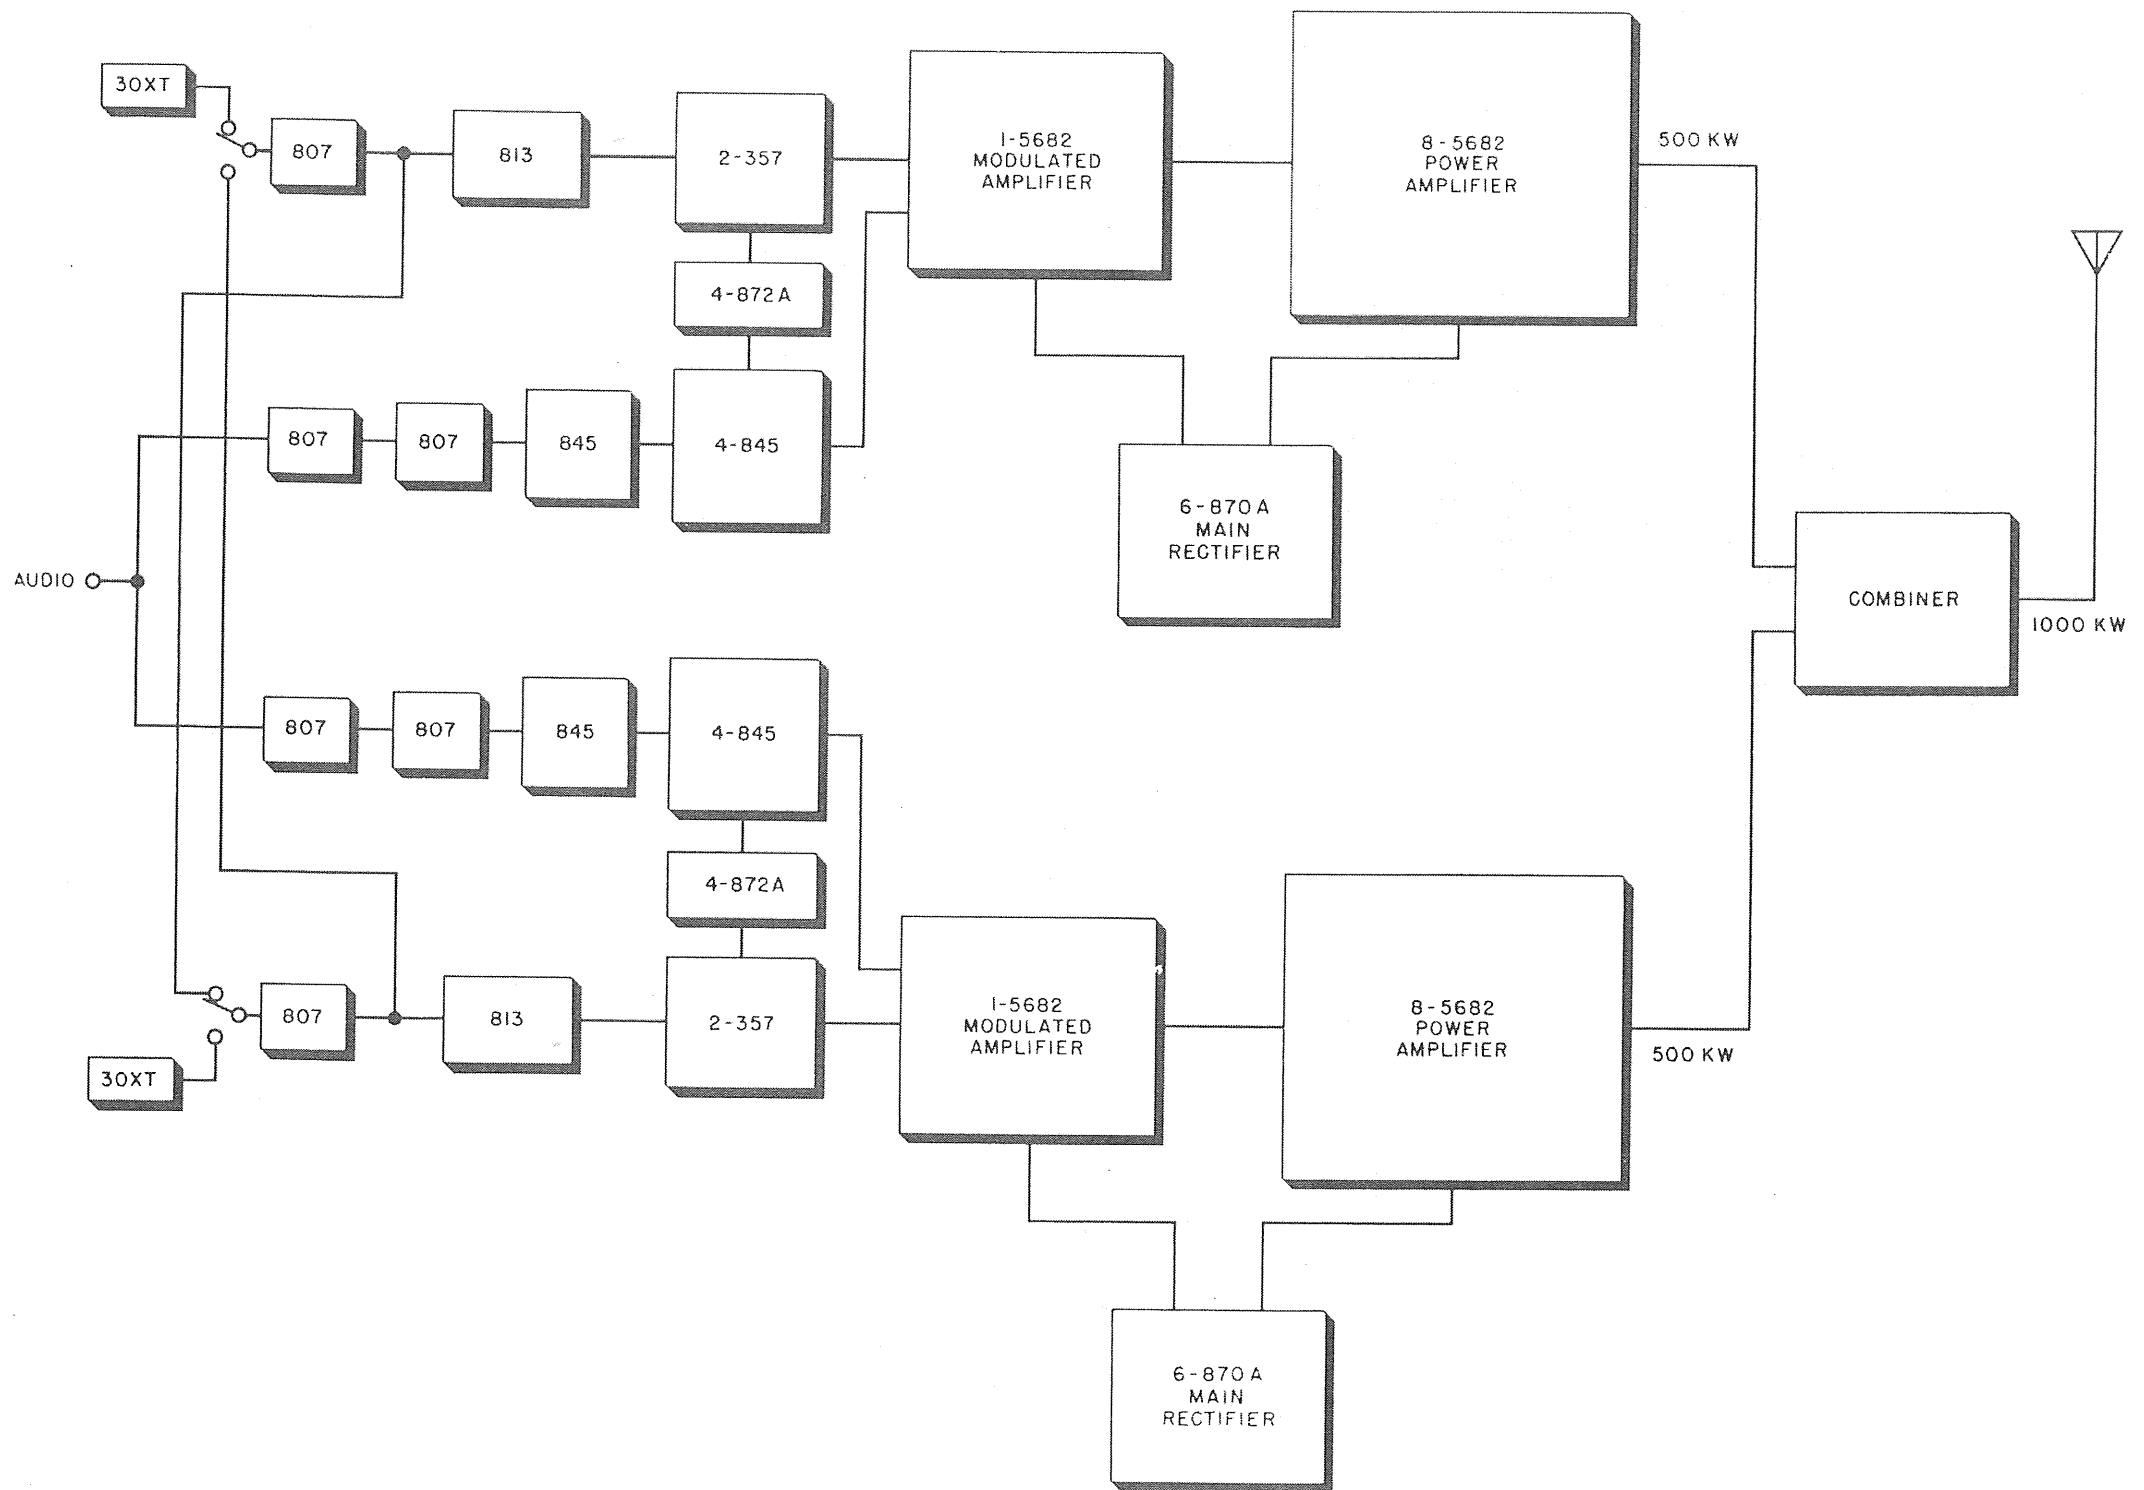 30XT
807
813
2-357
1-5682
MODULATED
AMPLIFIER
8-5682
POWER
AMPLIFIER
500 KW
4-872A
807
807
845
4-845
6-870A
MAIN
RECTIFIER
AUDIO
COMBINER
1000 KW
807
807
845
4-845
4-872A
30XT
807
813
2-357
1-5682
MODULATED
AMPLIFIER
8-5682
POWER
AMPLIFIER
500 KW
6-870A
MAIN
RECTIFIER